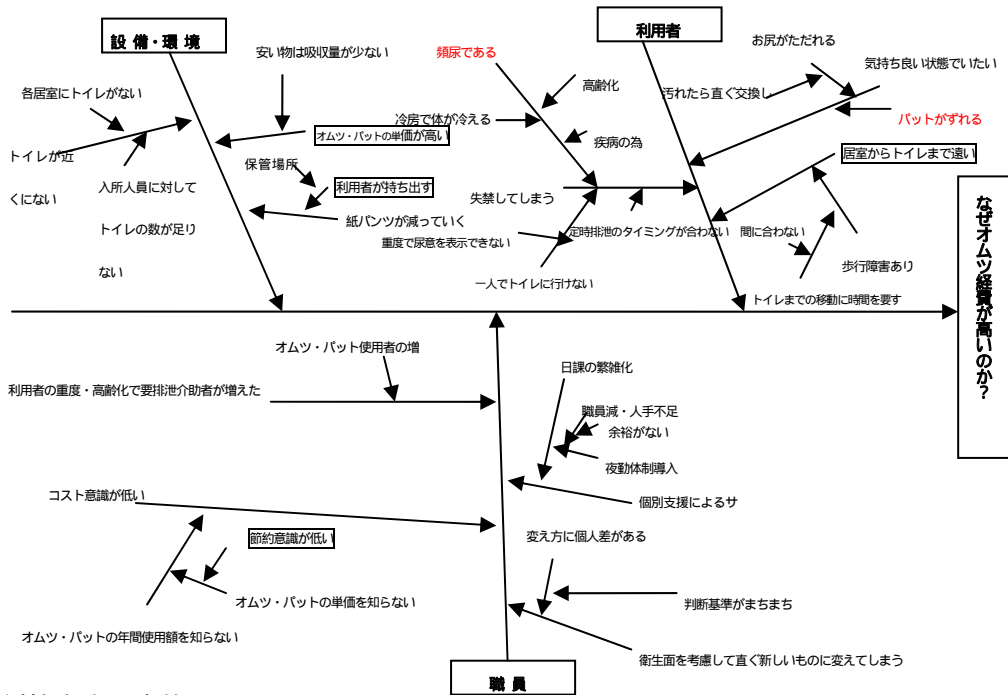 設備・環境
利用者
安い物は吸収量が少ない
頻尿である
お尻がただれる
気持ち良い状態でいたい
各居室にトイレがない
高齢化
汚れたら直ぐ交換し
冷房で体が冷える
パットがずれる
オムツ・パットの単価が高い
疾病の為
居室からトイレまで遠い
トイレが近
くにない
保管場所
入所人員に対して
トイレの数が足り
ない
利用者が持ち出す
失禁してしまう
紙パンツが減っていく
定時排泄のタイミングが合わない
間に合わない
重度で尿意を表示できない
歩行障害あり
一人でトイレに行けない
トイレまでの移動に時間を要す
なぜオムツ経費が高いのか？
オムツ・パット使用者の増
日課の繁雑化
利用者の重度・高齢化で要排泄介助者が増えた
職員減・人手不足
余裕がない
夜勤体制導入
コスト意識が低い
個別支援によるサ
節約意識が低い
変え方に個人差がある
オムツ・パットの単価を知らない
判断基準がまちまち
オムツ・パットの年間使用額を知らない
衛生面を考慮して直ぐ新しいものに変えてしまう
職員